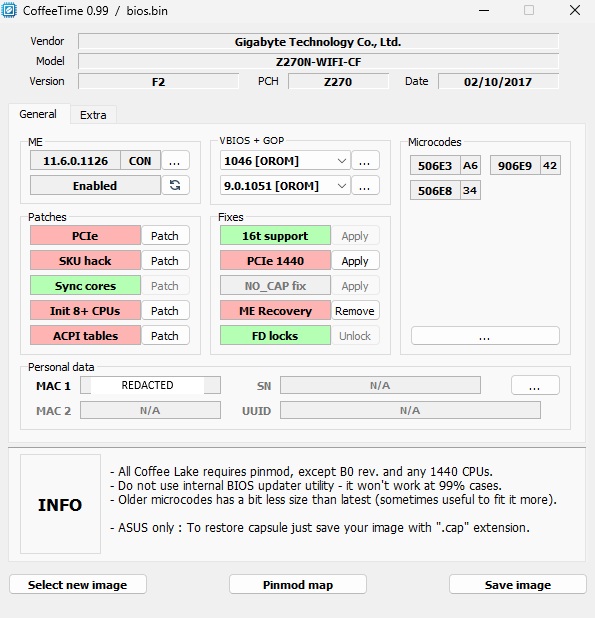 CoffeeTime 0.99 / bios.bin
Vendor Gigabyte Technology Co., Ltd.
Model Z270N-WIFI-CF
Version F2 PCH Z270 Date 02/10/2017
General Extra
ME
11.6.0.1126 CON ...
Enabled
VBIOS + GOP
1046 [OROM] ...
9.0.1051 [OROM] ...
Microcodes
506E3 A6 906E9 42
506E8 34
...
Patches
PCIe Patch
SKU hack Patch
Sync cores Patch
Init 8+ CPUs Patch
ACPI tables Patch
Fixes
16t support Apply
PCIe 1440 Apply
NO_CAP fix Apply
ME Recovery Remove
FD locks Unlock
Personal data
MAC 1 REDACTED SN N/A ...
MAC 2 N/A UUID N/A
INFO
- All Coffee Lake requires pinmod, except B0 rev. and any 1440 CPUs.
- Do not use internal BIOS updater utility - it won't work at 99% cases.
- Older microcodes has a bit less size than latest (sometimes useful to fit it more).
- ASUS only : To restore capsule just save your image with ".cap" extension.
Select new image Pinmod map Save image